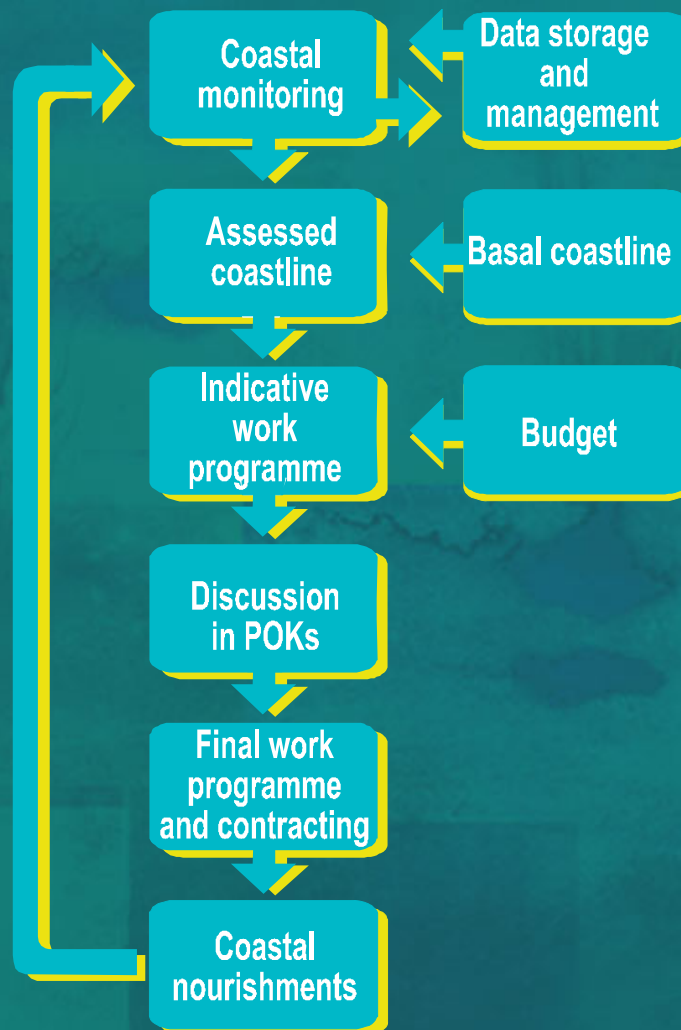 Coastal
monitoring
Data storage
and
management
Assessed
coastline
Basal coastline
Indicative
work
programme
Budget
Discussion
in POKs
Final work
programme
and contracting
Coastal
nourishments